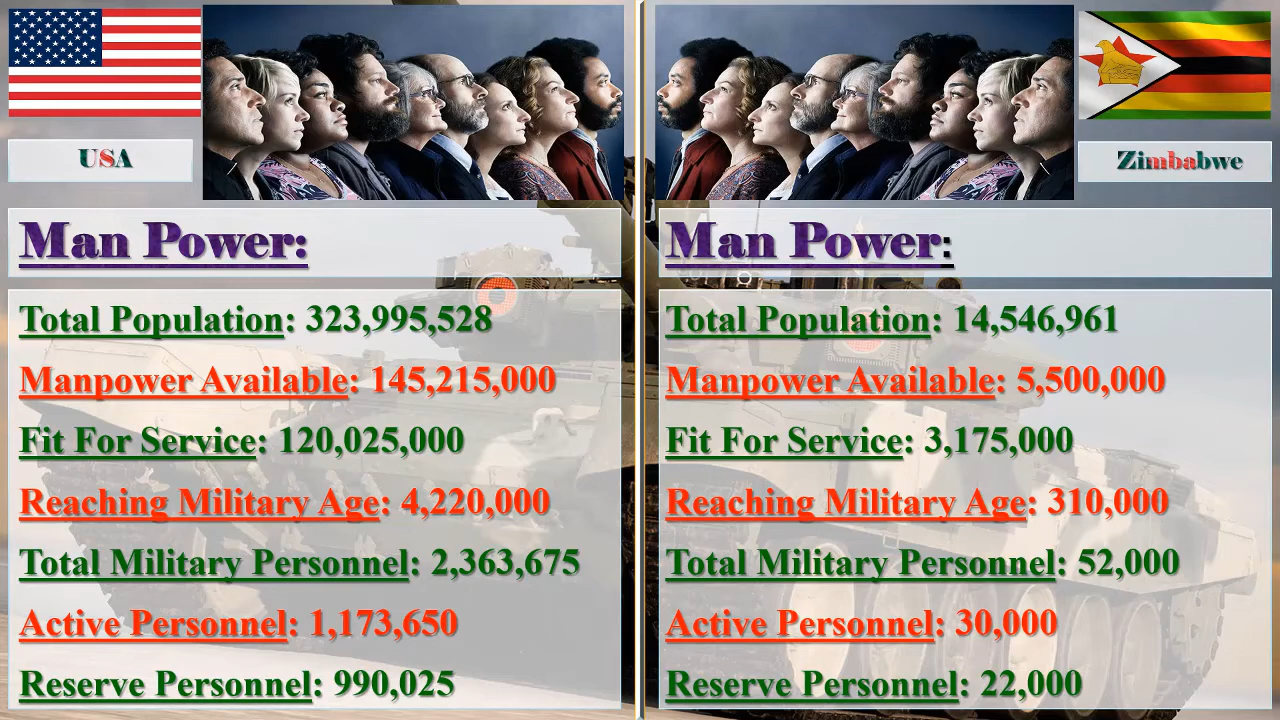 USA
Man Power:
Total Population: 323,995,528
Manpower Available: 145,215,000
Fit For Service: 120,025,000
Reaching Military Age: 4,220,000
Total Military Personnel: 2,363,675
Active Personnel: 1,173,650
Reserve Personnel: 990,025
Zimbabwe
Man Power:
Total Population: 14,546,961
Manpower Available: 5,500,000
Fit For Service: 3,175,000
Reaching Military Age: 310,000
Total Military Personnel: 52,000
Active Personnel: 30,000
Reserve Personnel: 22,000